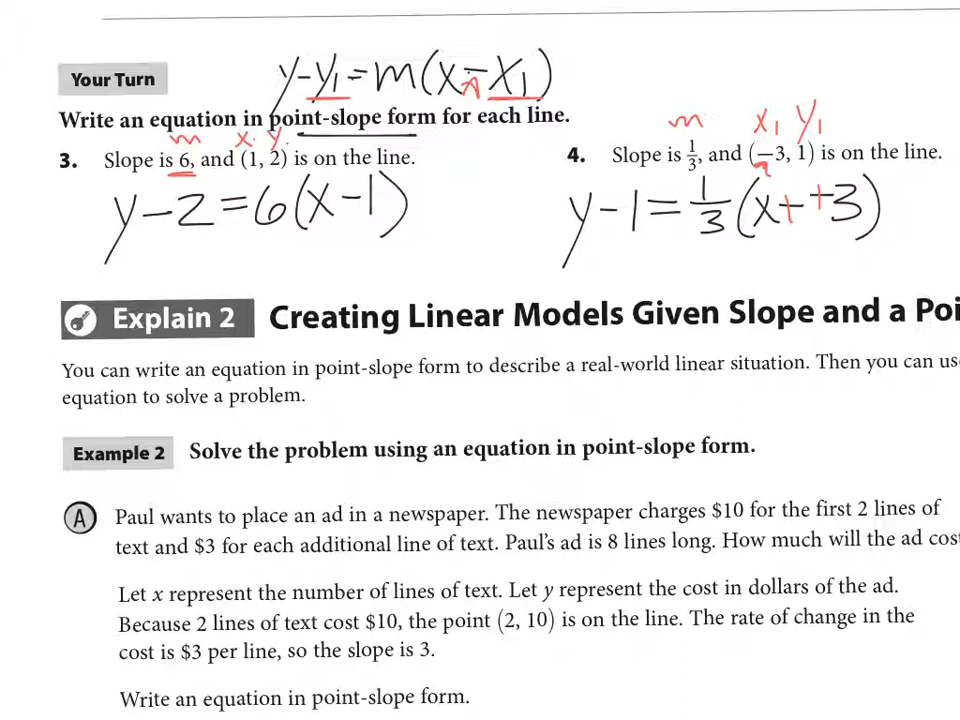 Your Turn
y-y₁=m(x-x₁)
Write an equation in point-slope form for each line.
m x₁ y₁
m x. y.
3. Slope is 6, and (1, 2) is on the line.
4. Slope is 1/3, and (−3, 1) is on the line.
y-2=6(x-1)
y-1=1/3(x++3)
Explain 2 Creating Linear Models Given Slope and a Poi
You can write an equation in point-slope form to describe a real-world linear situation. Then you can us
equation to solve a problem.
Example 2 Solve the problem using an equation in point-slope form.
A Paul wants to place an ad in a newspaper. The newspaper charges $10 for the first 2 lines of
text and $3 for each additional line of text. Paul's ad is 8 lines long. How much will the ad cos
Let x represent the number of lines of text. Let y represent the cost in dollars of the ad.
Because 2 lines of text cost $10, the point (2, 10) is on the line. The rate of change in the
cost is $3 per line, so the slope is 3.
Write an equation in point-slope form.